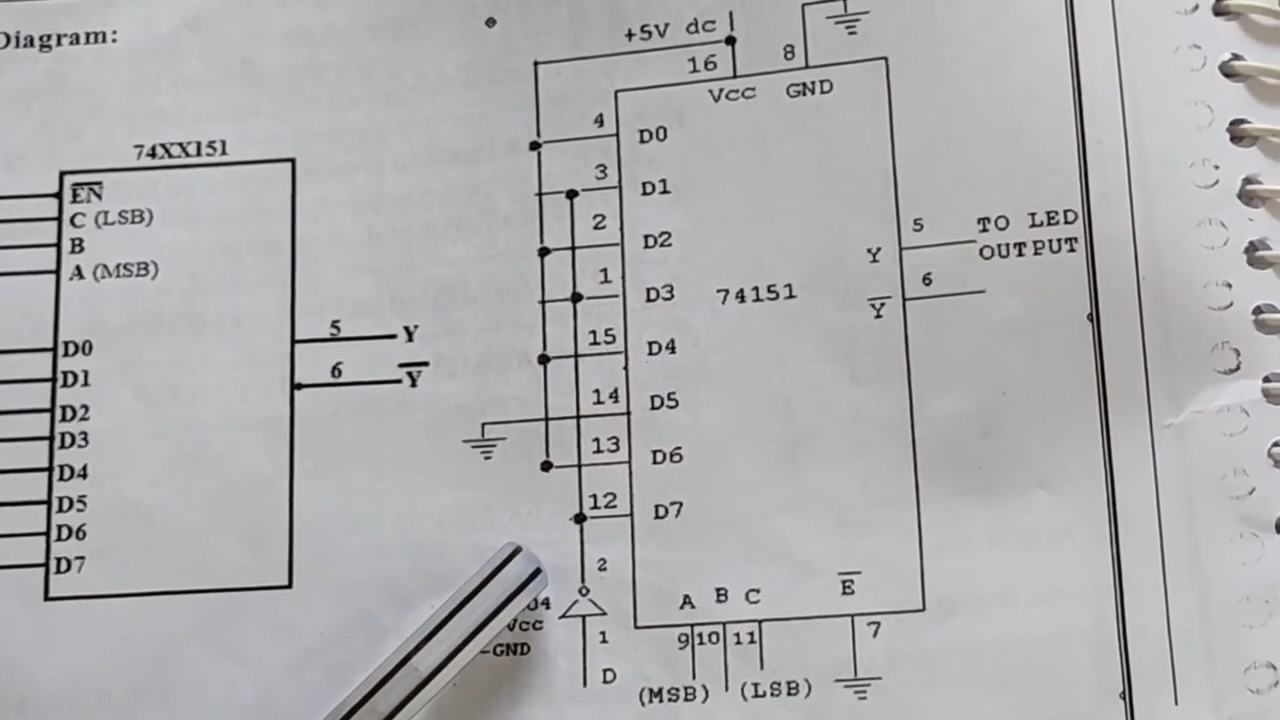 Diagram:
74XX151
EN
C (LSB)
B
A (MSB)
D0
D1
D2
D3
D4
D5
D6
D7
5 Y
6 Y
+5V dc
16
8
Vcc GND
4 D0
3 D1
2 D2
1 D3
15 D4
14 D5
13 D6
12 D7
74151
Y 5 TO LED
OUTPUT
Y 6
2
04
Vcc
-GND
1
D
A B C E
9 10 11 7
(MSB) (LSB)